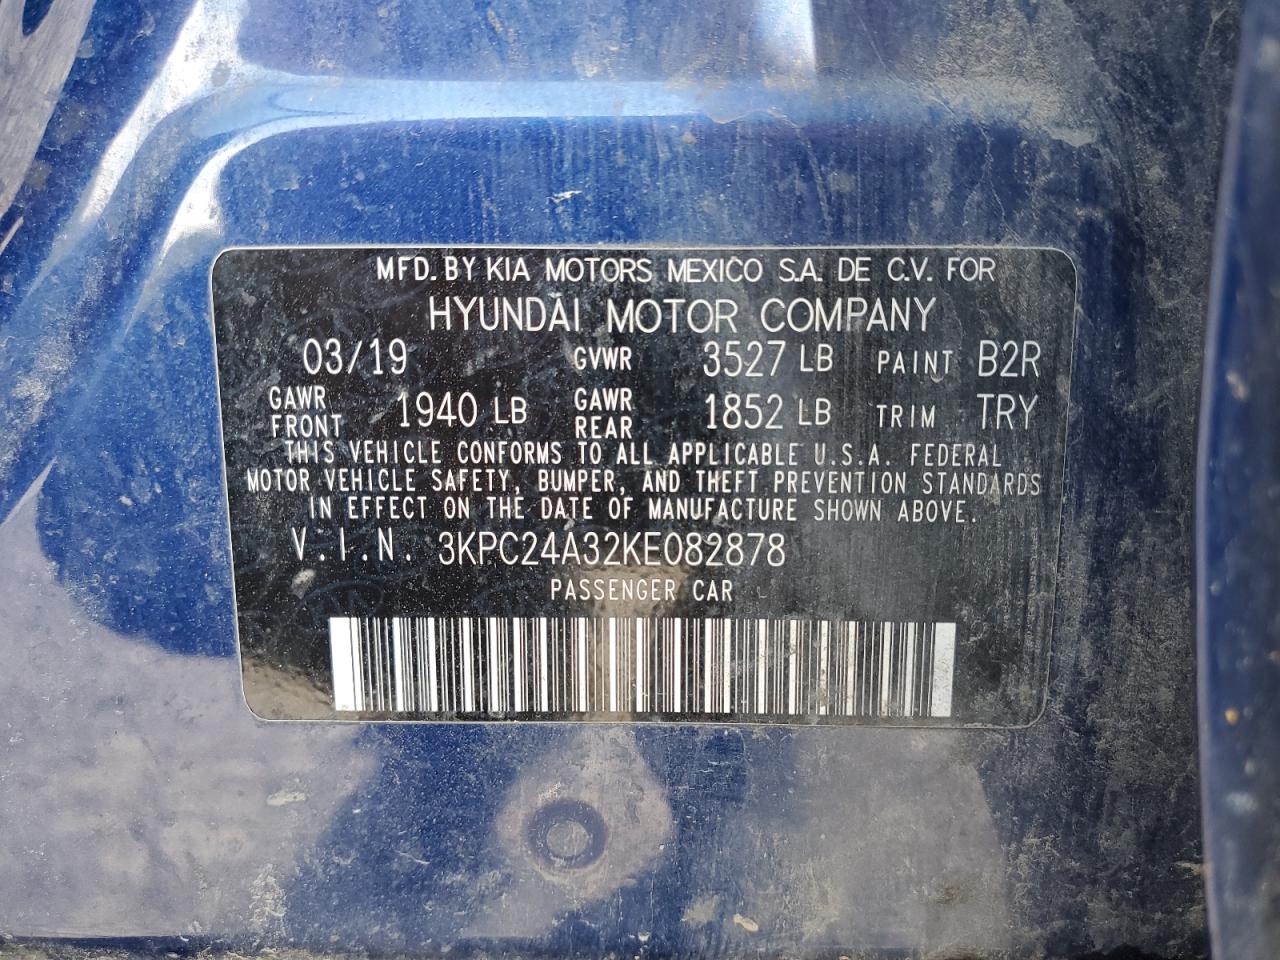 MFD. BY KIA MOTORS MEXICO S.A. DE C.V. FOR
HYUNDAI MOTOR COMPANY
03/19 GVWR 3527 LB PAINT B2R
GAWR FRONT 1940 LB GAWR REAR 1852 LB TRIM TRY
THIS VEHICLE CONFORMS TO ALL APPLICABLE U.S.A. FEDERAL
MOTOR VEHICLE SAFETY, BUMPER, AND THEFT PREVENTION STANDARDS
IN EFFECT ON THE DATE OF MANUFACTURE SHOWN ABOVE.
V.I.N. 3KPC24A32KE082878
PASSENGER CAR